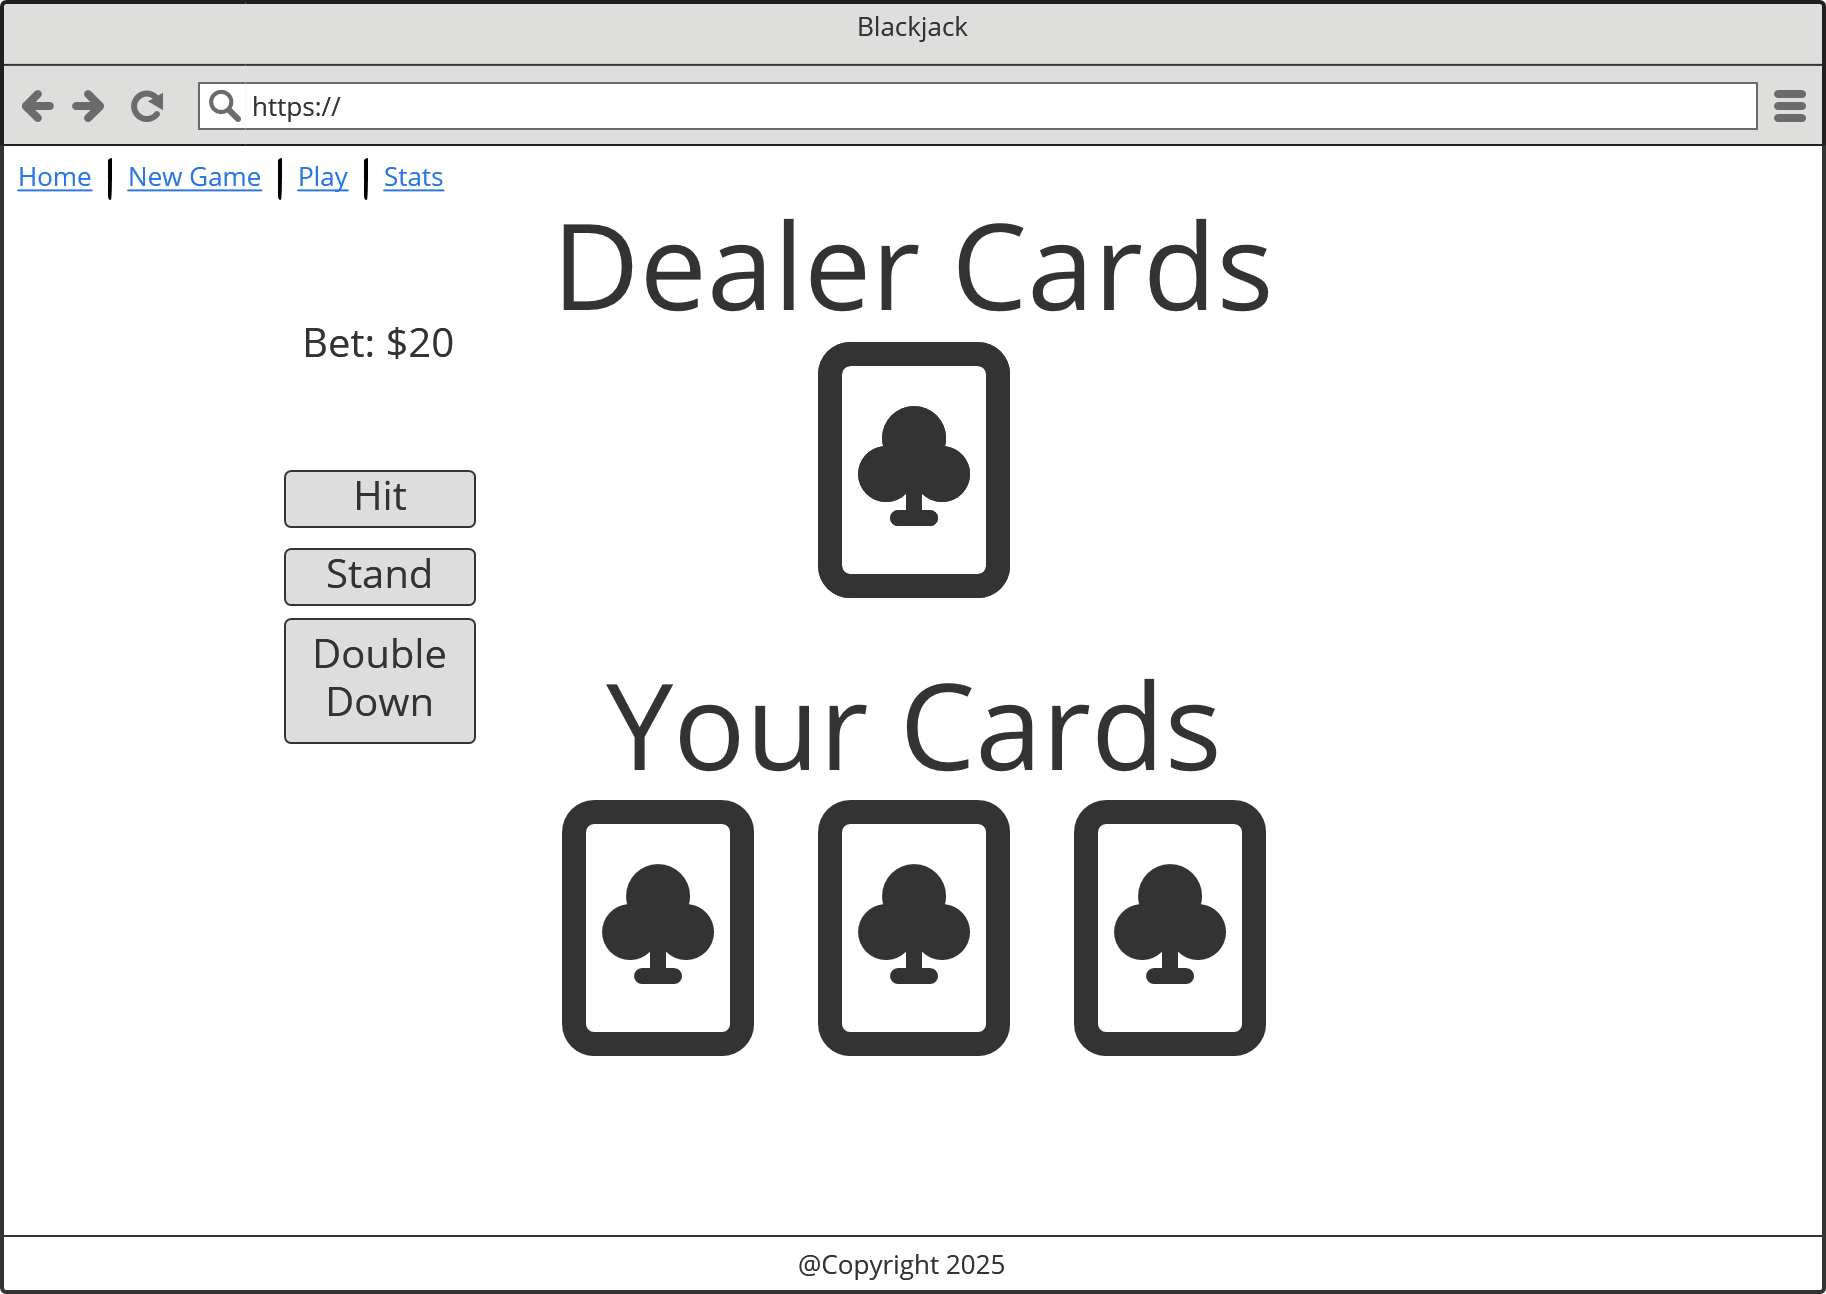 Blackjack
https://
Home
New Game
Play
Stats
Dealer Cards
Bet: $20
Hit
Stand
Double
Down
Your Cards
@Copyright 2025